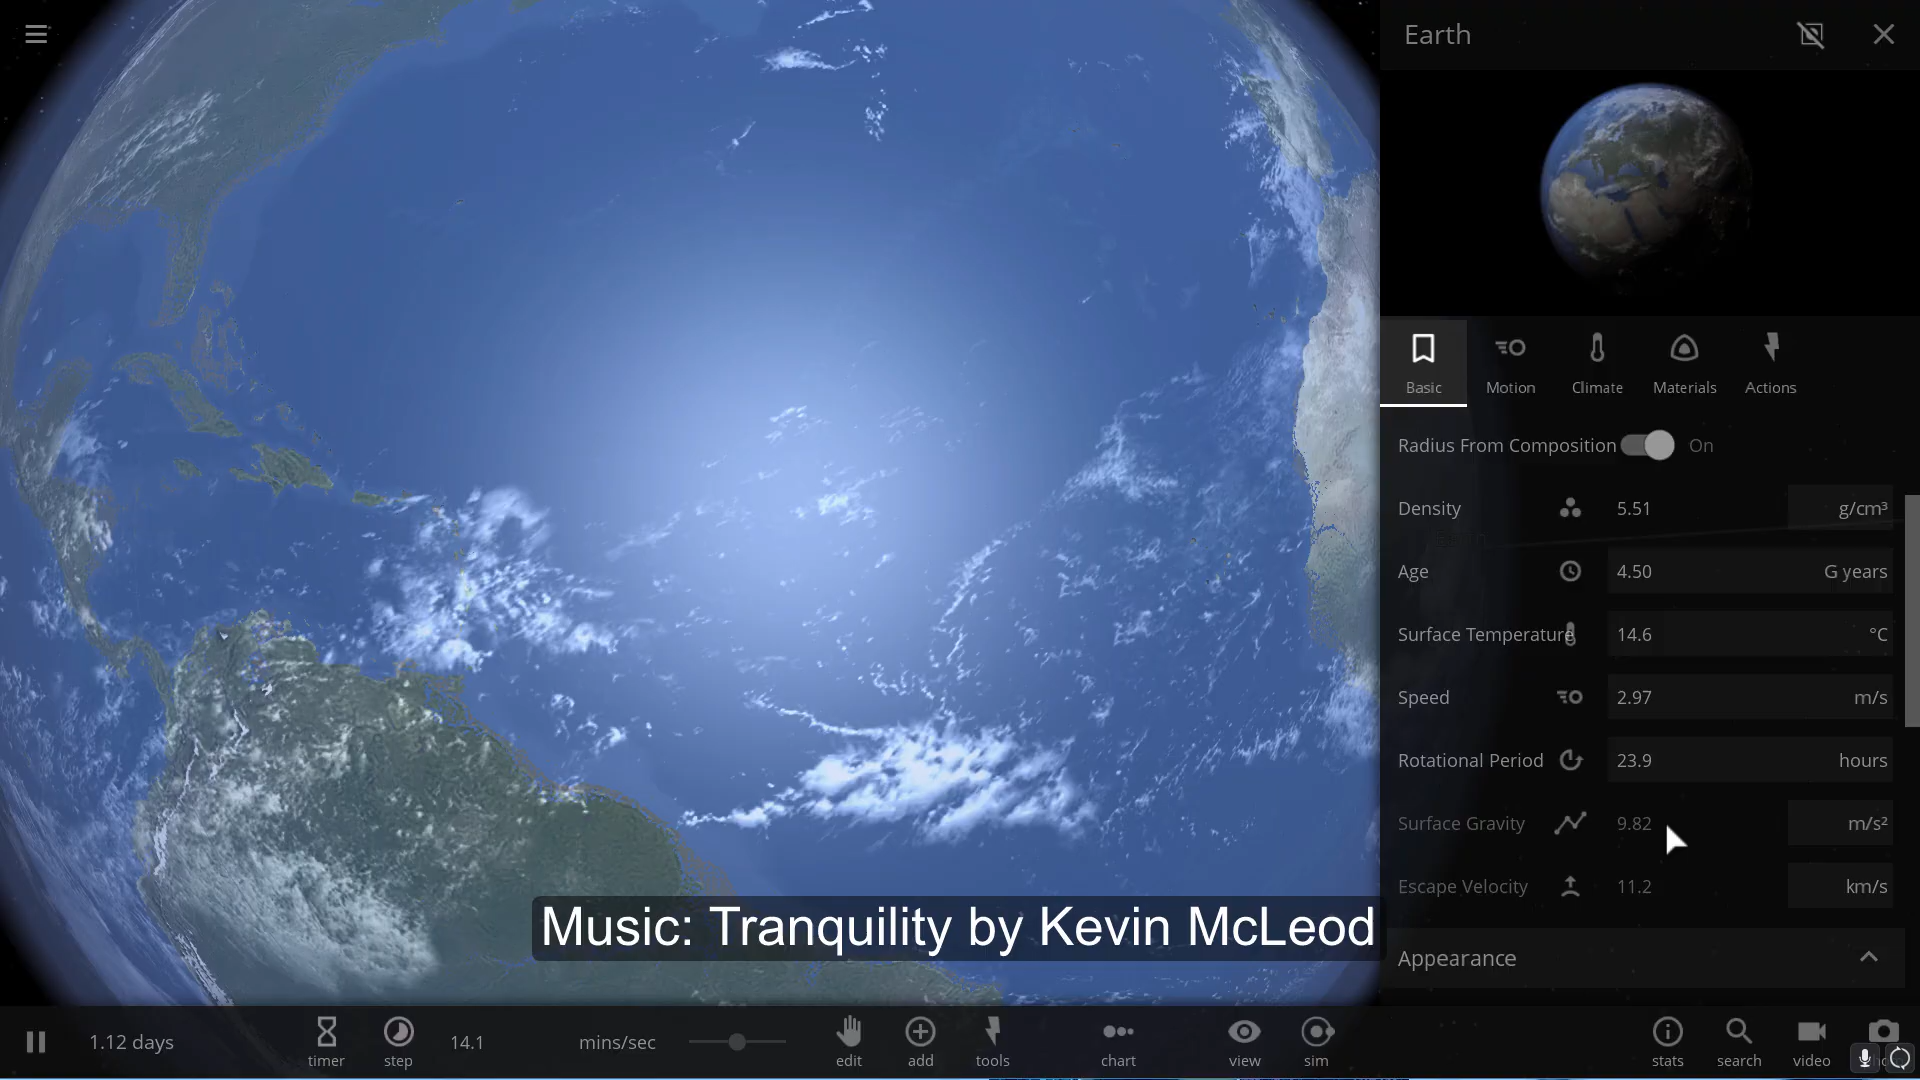 Earth
Basic
Motion
Climate
Materials
Actions
Radius From Composition On
Density 5.51 g/cm³
Age 4.50 G years
Surface Temperature 14.6 °C
Speed 2.97 m/s
Rotational Period 23.9 hours
Surface Gravity 9.82 m/s²
Escape Velocity 11.2 km/s
Music: Tranquility by Kevin McLeod
Appearance
1.12 days
timer
step
14.1 mins/sec
edit
add
tools
chart
view
sim
stats
search
video